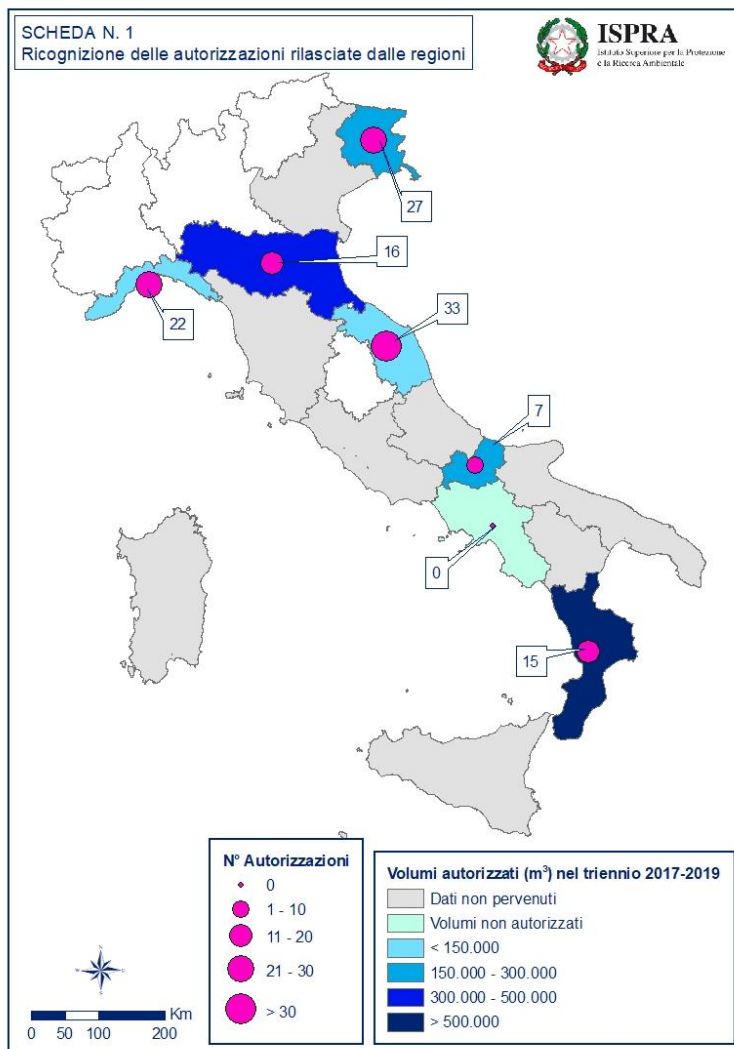 SCHEDA N. 1
Ricognizione delle autorizzazioni rilasciate dalle regioni
ISPRA
Istituto Superiore per la Protezione
e la Ricerca Ambientale
27
16
22
33
7
0
15
N° Autorizzazioni
0
1 - 10
11 - 20
21 - 30
> 30
Volumi autorizzati (m³) nel triennio 2017-2019
Dati non pervenuti
Volumi non autorizzati
< 150.000
150.000 - 300.000
300.000 - 500.000
> 500.000
Km
0 50 100 200